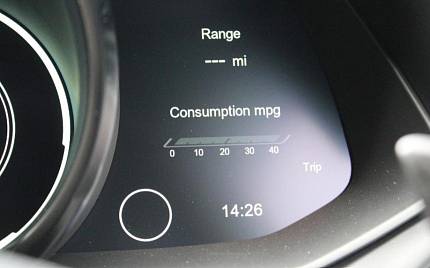 Range
--- mi
Consumption mpg
0 10 20 30 40
Trip
14:26